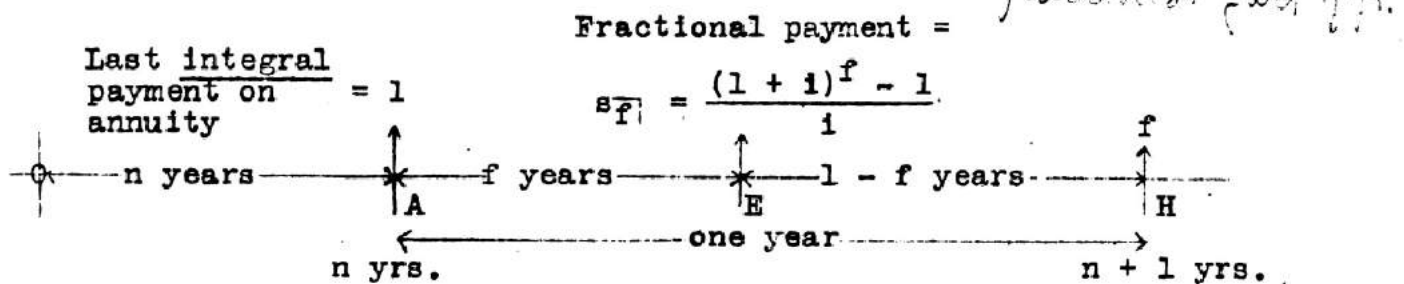 Fractional payment =
Last integral
payment on = 1
annuity
s_f̅| = ((1 + i)^f - 1) / i
f
0 n years f years 1 - f years
A E H
one year
n yrs. n + 1 yrs.